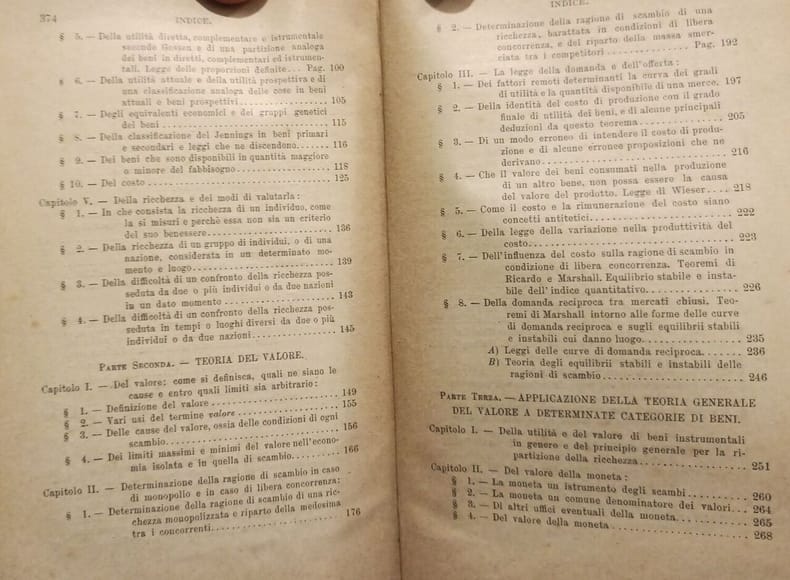 374
INDICE.
§ 5. — Della utilità diretta, complementare e istrumentale
secondo Gossen e di una partizione analoga
dei beni in diretti, complementari ed istrumen-
tali. Legge delle proporzioni definite... Pag. 100
§ 6. — Della utilità attuale e della utilità prospettiva e di
una classificazione analoga delle cose in beni
attuali e beni prospettivi........................ 105
§ 7. — Degli equivalenti economici e dei gruppi genetici
dei beni........................ 115
§ 8. — Della classificazione del Jennings in beni primari
e secondari e leggi che ne discendono...... 116
§ 9. — Dei beni che sono disponibili in quantità maggiore
o minore del fabbisogno................ 118
§ 10. — Del costo........................ 125
Capitolo V. — Della ricchezza e dei modi di valutarla:
§ 1. — In che consista la ricchezza di un individuo, come
la si misuri e perchè essa non sia un criterio
del suo benessere........................ 136
§ 2. — Della ricchezza di un gruppo di individui, o di una
nazione, considerata in un determinato mo-
mento e luogo........................ 139
§ 3. — Della difficoltà di un confronto della ricchezza pos-
seduta da due o più individui o da due nazioni
in un dato momento........................ 143
§ 4. — Della difficoltà di un confronto della ricchezza pos-
seduta in tempi o luoghi diversi da due o più
individui o da due nazioni................ 145
PARTE SECONDA. — TEORIA DEL VALORE.
Capitolo I. — Del valore; come si definisca, quali ne siano le
cause e entro quali limiti sia arbitrario:
§ 1. — Definizione del valore........................ 149
§ 2. — Vari usi del termine valore................ 155
§ 3. — Delle cause del valore, ossia delle condizioni di ogni
scambio........................ 156
§ 4. — Dei limiti massimi e minimi del valore nell'econo-
mia isolata e in quella di scambio............ 166
Capitolo II. — Determinazione della ragione di scambio in caso
di monopolio e in caso di libera concorrenza:
§ 1. — Determinazione della ragione di scambio di una ric-
chezza monopolizzata e riparto della medesima
tra i concorrenti........................ 176
INDICE.
§ 2. — Determinazione della ragione di scambio di una
ricchezza, barattata in condizioni di libera
concorrenza, e del riparto della massa smer-
ciata tra i competitori................ Pag. 192
Capitolo III. — La legge della domanda e dell'offerta:
§ 1. — Dei fattori remoti determinanti la curva dei gradi
di utilità e la quantità disponibile di una merce. 197
§ 2. — Della identità del costo di produzione con il grado
finale di utilità dei beni, e di alcune principali
deduzioni da questo teorema................ 205
§ 3. — Di un modo erroneo di intendere il costo di produ-
zione e di alcune erronee proposizioni che ne
derivano........................ 216
§ 4. — Che il valore dei beni consumati nella produzione
di un altro bene, non possa essere la causa
del valore del prodotto. Legge di Wieser.... 218
§ 5. — Come il costo e la rimunerazione del costo siano
concetti antitetici........................ 222
§ 6. — Della legge della variazione nella produttività del
costo........................ 223
§ 7. — Dell'influenza del costo sulla ragione di scambio in
condizione di libera concorrenza. Teoremi di
Ricardo e Marshall. Equilibrio stabile e insta-
bile dell' indice quantitativo................ 226
§ 8. — Della domanda reciproca tra mercati chiusi. Teo-
remi di Marshall intorno alle forme delle curve
di domanda reciproca e sugli equilibrii stabili
e instabili cui danno luogo................ 235
A) Leggi delle curve di domanda reciproca....... 236
B) Teoria degli equilibrii stabili e instabili delle
ragioni di scambio........................ 246
PARTE TERZA. — APPLICAZIONE DELLA TEORIA GENERALE
DEL VALORE A DETERMINATE CATEGORIE DI BENI.
Capitolo I. — Della utilità e del valore di beni instrumentali
in genere e del principio generale per la ri-
partizione della ricchezza................ 251
Capitolo II. — Del valore della moneta:
§ 1. — La moneta un istrumento degli scambi........ 260
§ 2. — La moneta un comune denominatore dei valori... 264
§ 3. — Di altri uffici eventuali della moneta........ 265
§ 4. — Del valore della moneta................ 268